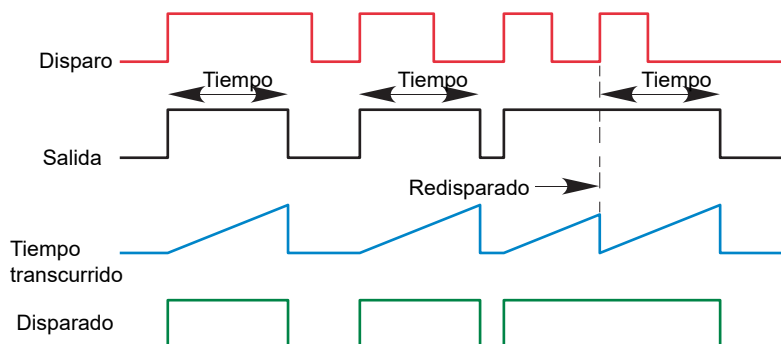 Disparo
Tiempo
Tiempo
Tiempo
Salida
Redisparado
Tiempo
transcurrido
Disparado